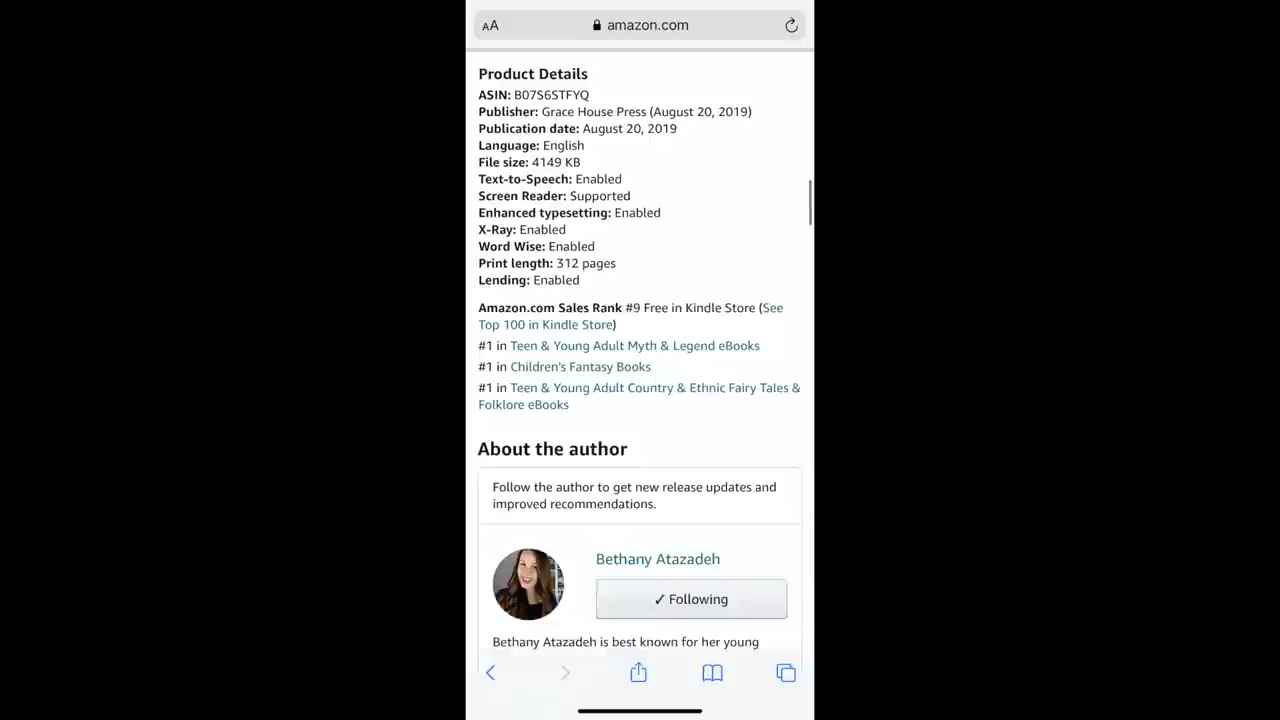 AA amazon.com
Product Details
ASIN: B07S6STFYQ
Publisher: Grace House Press (August 20, 2019)
Publication date: August 20, 2019
Language: English
File size: 4149 KB
Text-to-Speech: Enabled
Screen Reader: Supported
Enhanced typesetting: Enabled
X-Ray: Enabled
Word Wise: Enabled
Print length: 312 pages
Lending: Enabled
Amazon.com Sales Rank #9 Free in Kindle Store (See
Top 100 in Kindle Store)
#1 in Teen & Young Adult Myth & Legend eBooks
#1 in Children's Fantasy Books
#1 in Teen & Young Adult Country & Ethnic Fairy Tales &
Folklore eBooks
About the author
Follow the author to get new release updates and
improved recommendations.
Bethany Atazadeh
✓ Following
Bethany Atazadeh is best known for her young